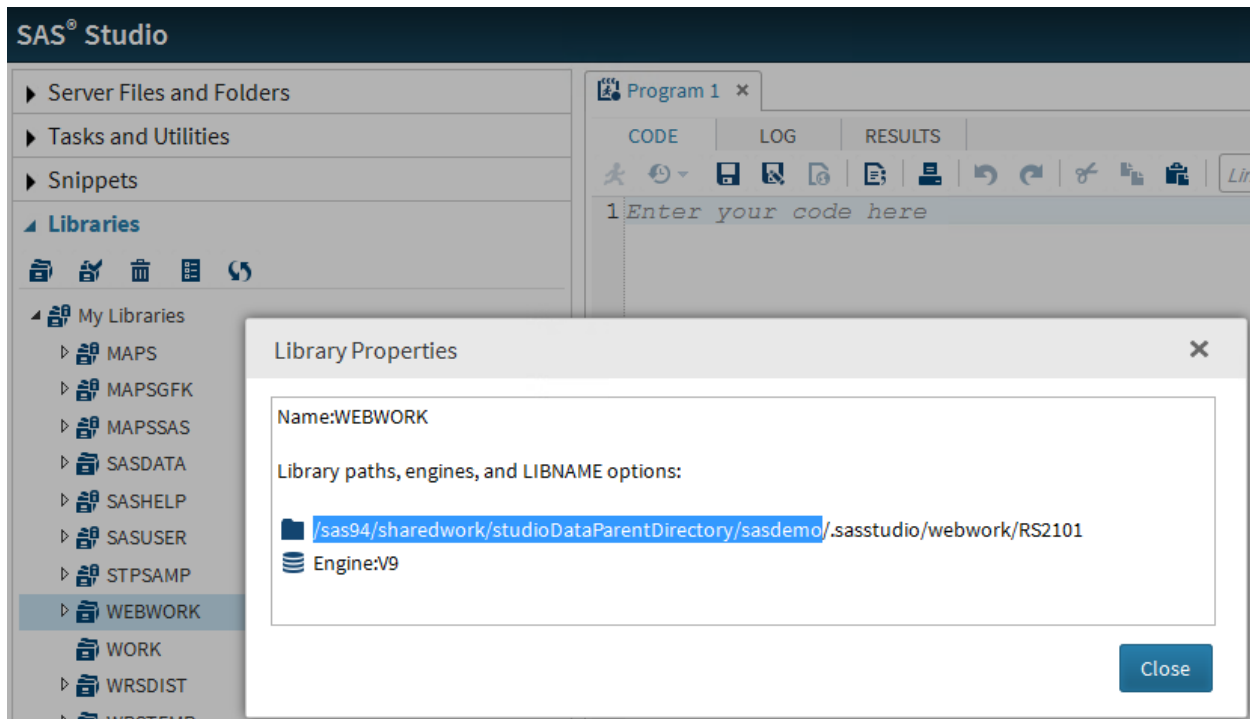 SAS® Studio
Server Files and Folders
Tasks and Utilities
Snippets
Libraries
My Libraries
MAPS
MAPSGFK
MAPSSAS
SASDATA
SASHELP
SASUSER
STPSAMP
WEBWORK
WORK
WRSDIST
WRSTEMP
Program 1
CODE LOG RESULTS
1 Enter your code here
Library Properties
Name:WEBWORK
Library paths, engines, and LIBNAME options:
/sas94/sharedwork/studioDataParentDirectory/sasdemo/.sasstudio/webwork/RS2101
Engine:V9
Close